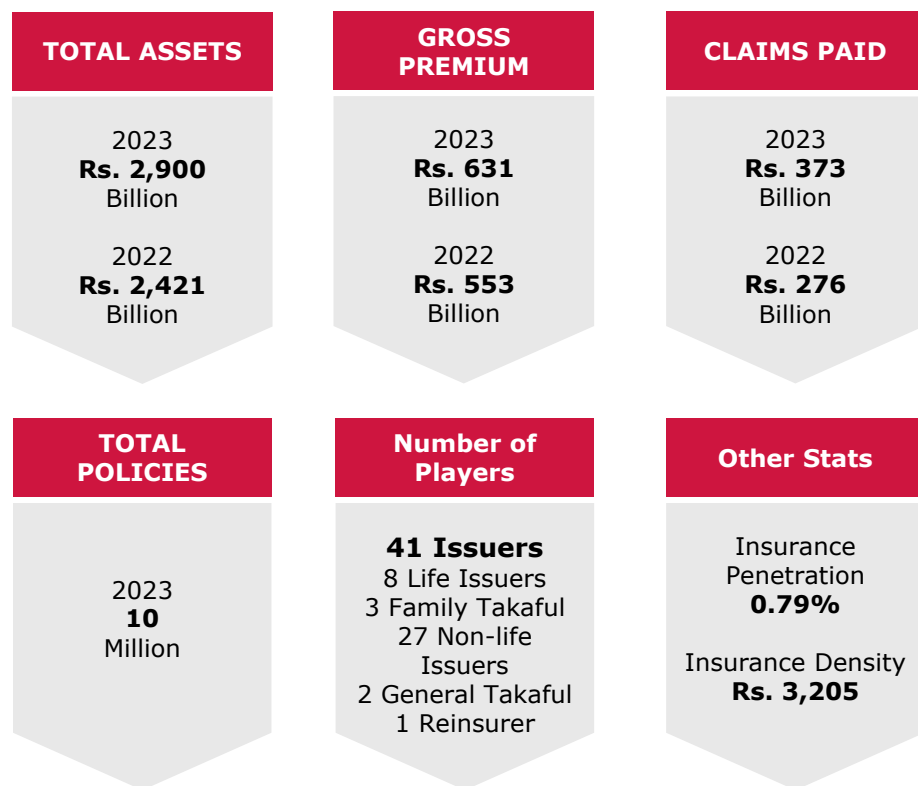 TOTAL ASSETS
2023
Rs. 2,900
Billion
2022
Rs. 2,421
Billion
GROSS
PREMIUM
2023
Rs. 631
Billion
2022
Rs. 553
Billion
CLAIMS PAID
2023
Rs. 373
Billion
2022
Rs. 276
Billion
TOTAL
POLICIES
2023
10
Million
Number of
Players
41 Issuers
8 Life Issuers
3 Family Takaful
27 Non-life
Issuers
2 General Takaful
1 Reinsurer
Other Stats
Insurance
Penetration
0.79%
Insurance Density
Rs. 3,205